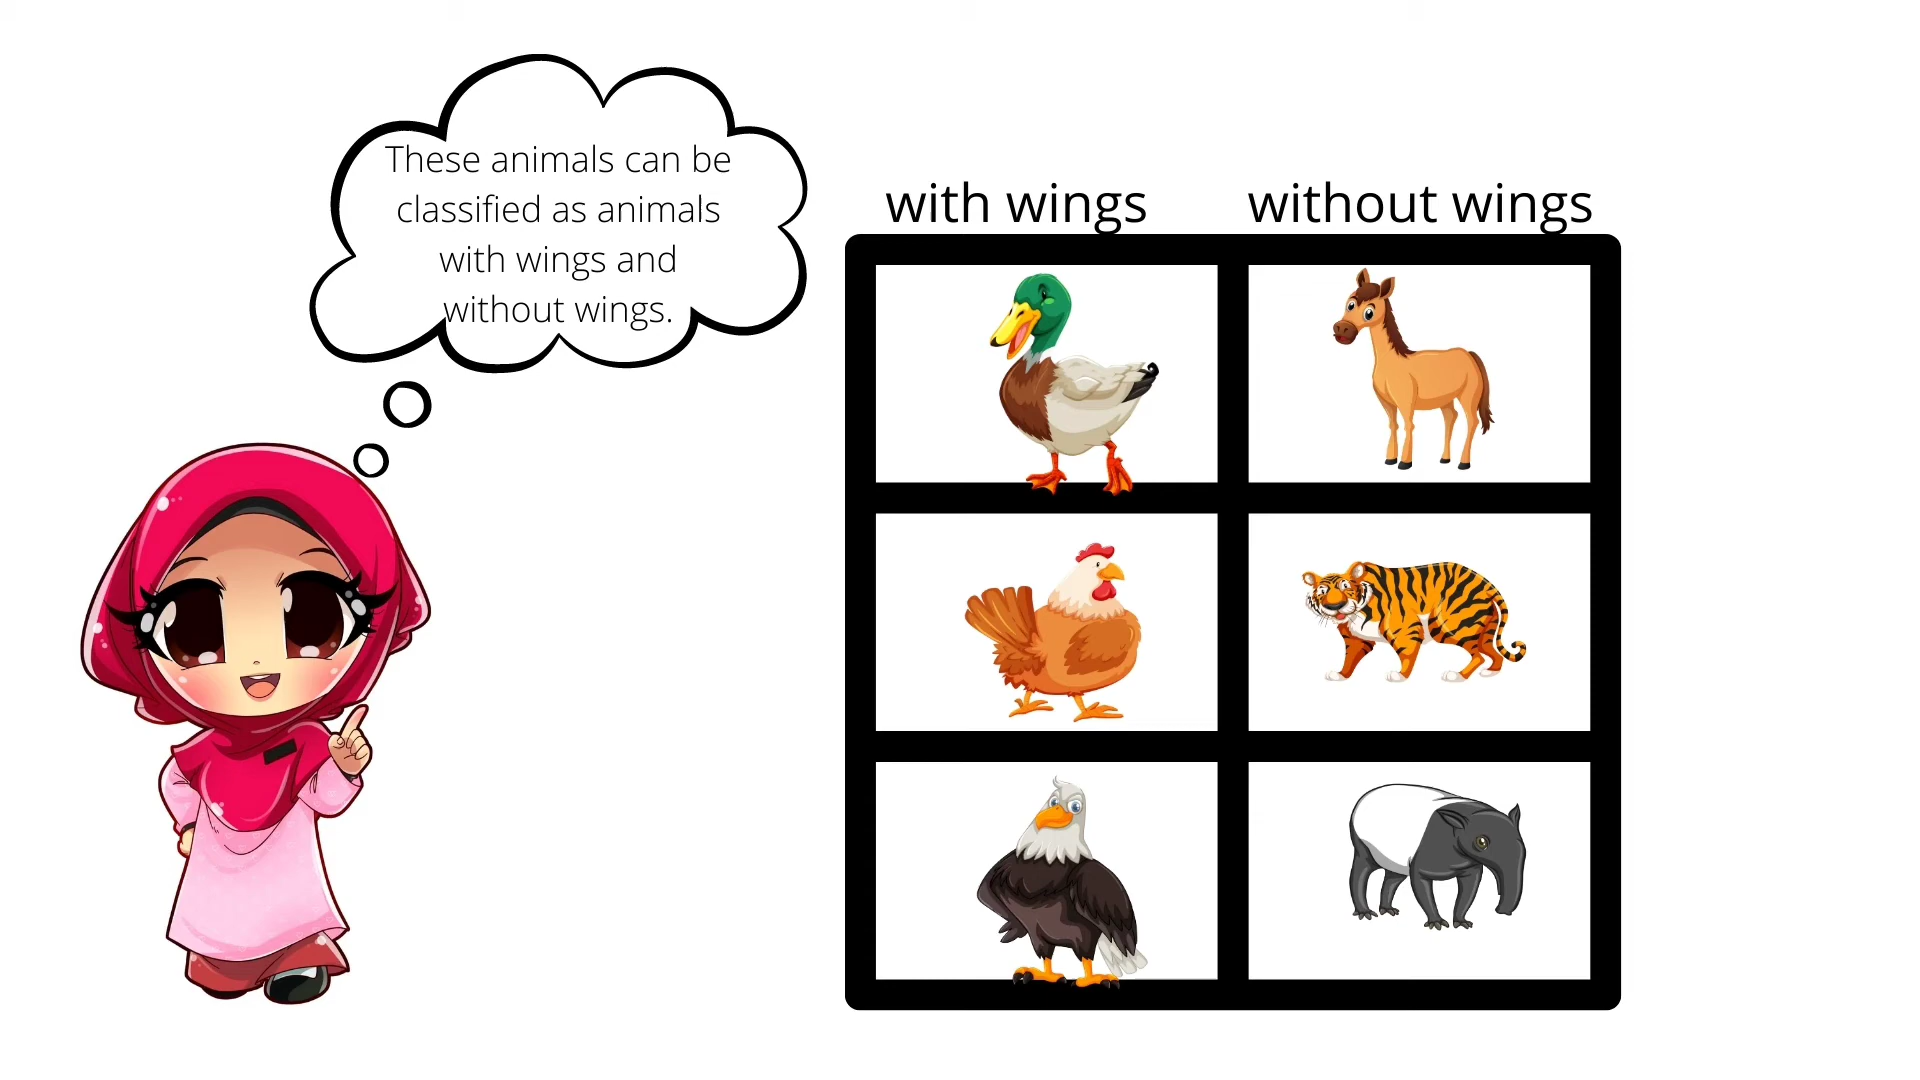 These animals can be
classified as animals
with wings and
without wings.
with wings
without wings